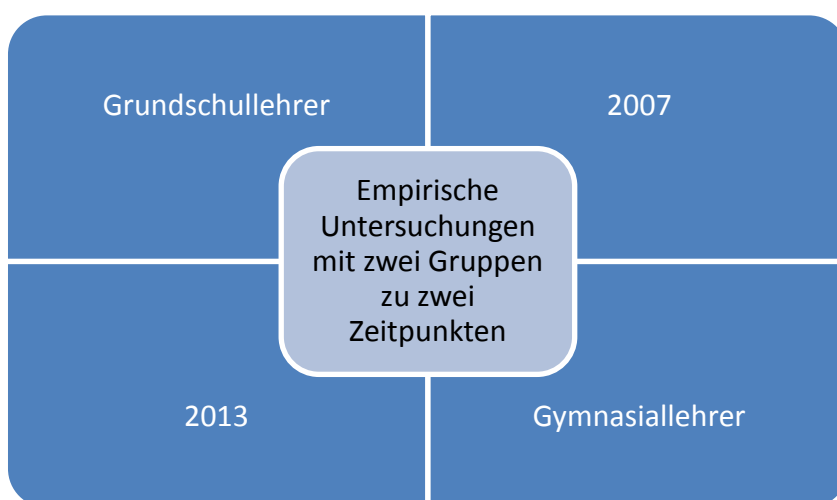 Grundschullehrer
2007
Empirische
Untersuchungen
mit zwei Gruppen
zu zwei
Zeitpunkten
2013
Gymnasiallehrer